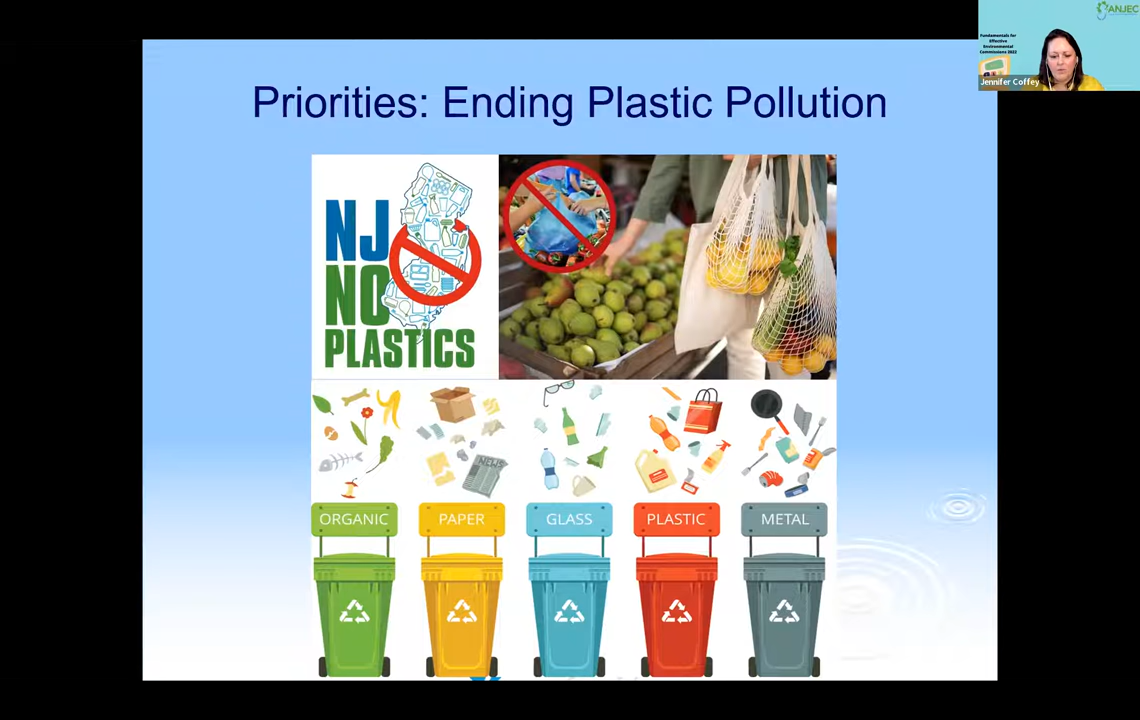 Priorities: Ending Plastic Pollution
ANJEC
Fundamentals for
Effective
Environmental
Commissions 2022
Jennifer Coffey
NJ
NO
PLASTICS
NEWS
ORGANIC
PAPER
GLASS
PLASTIC
METAL